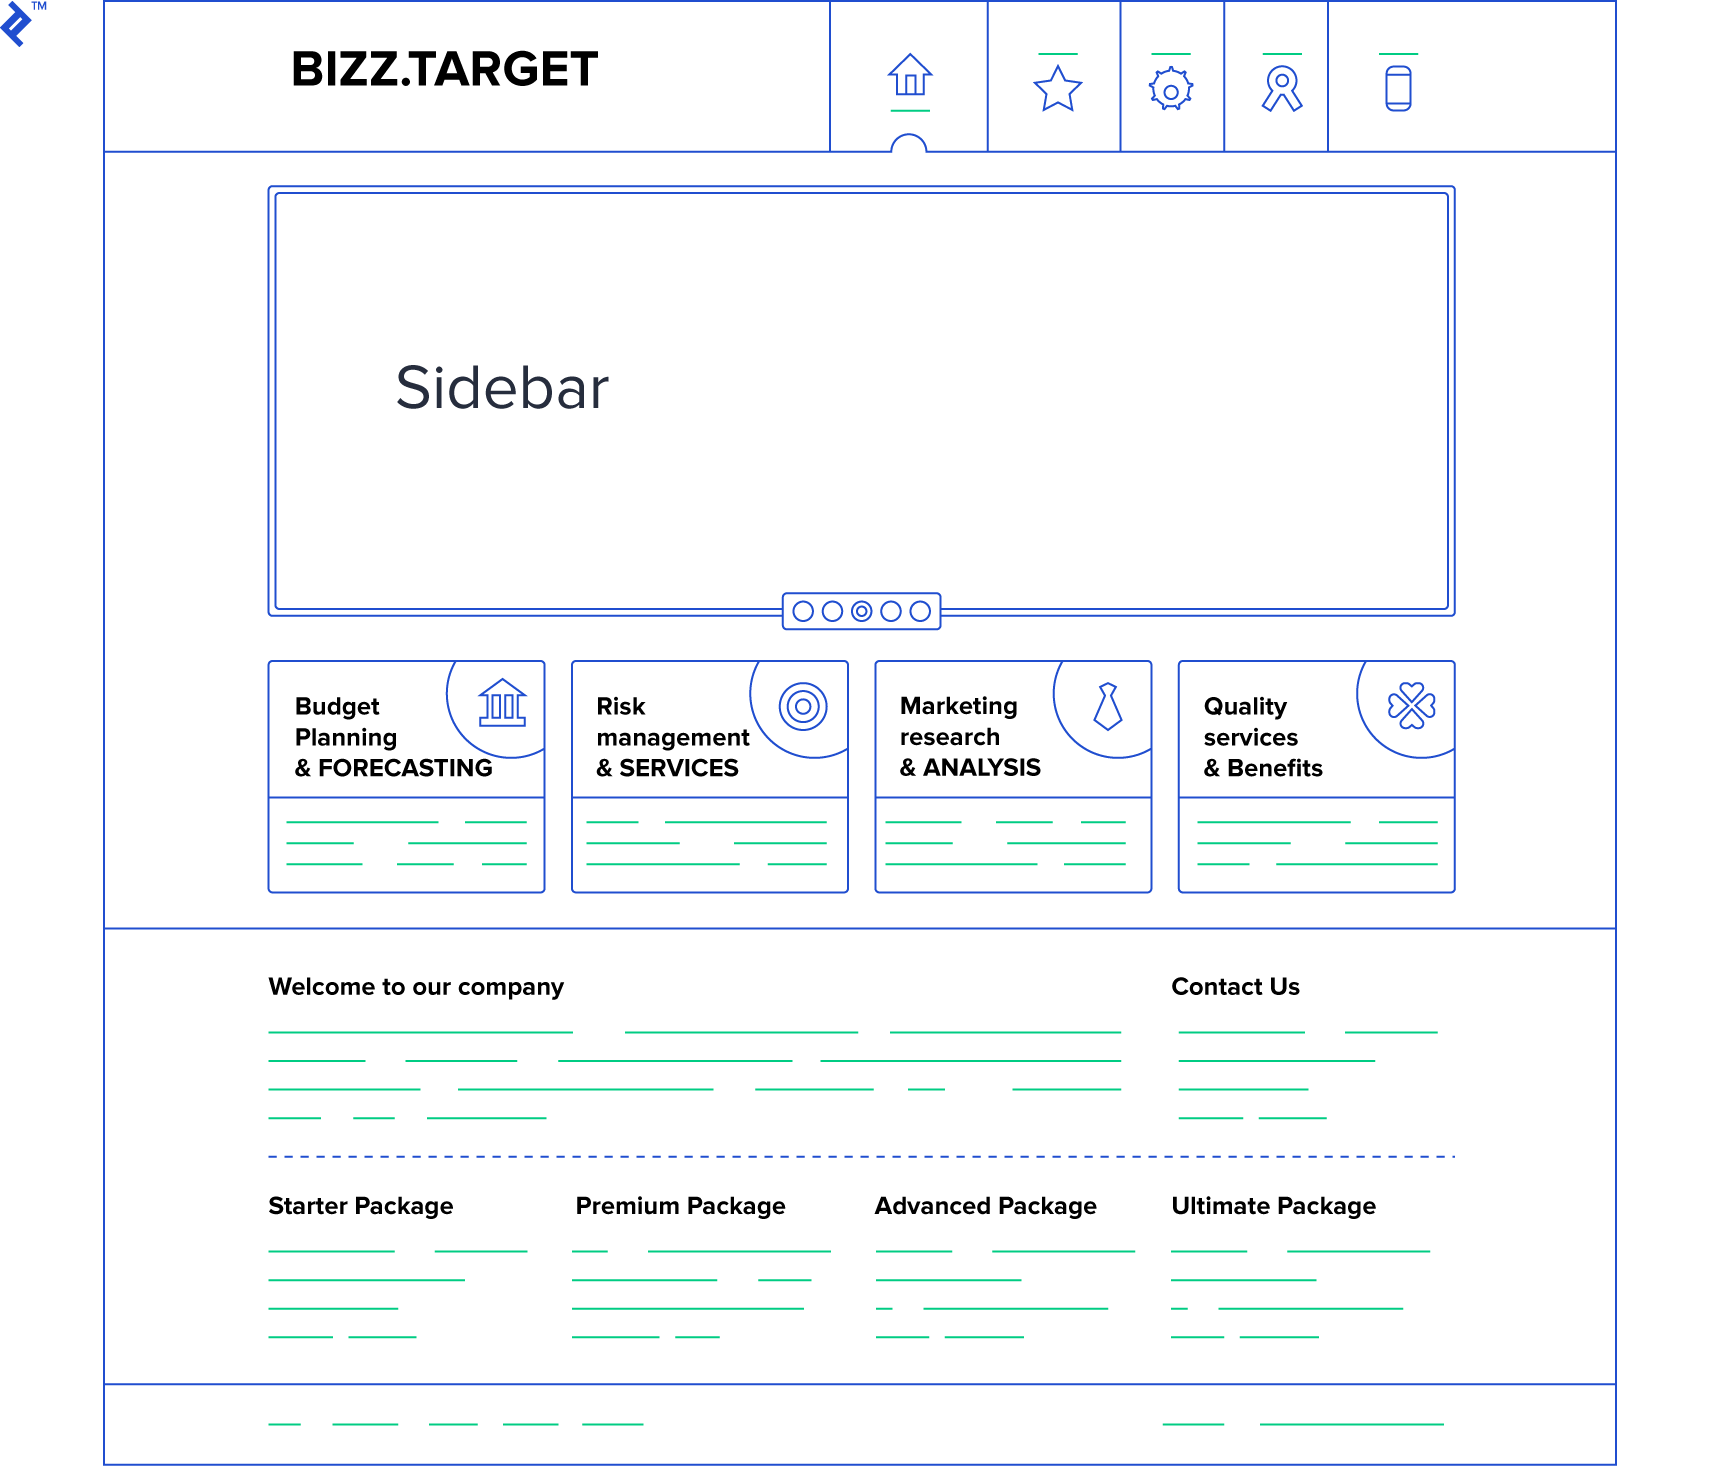 TM
BIZZ.TARGET
Sidebar
Budget
Planning
& FORECASTING
Risk
management
& SERVICES
Marketing
research
& ANALYSIS
Quality
services
& Benefits
Welcome to our company
Contact Us
Starter Package
Premium Package
Advanced Package
Ultimate Package